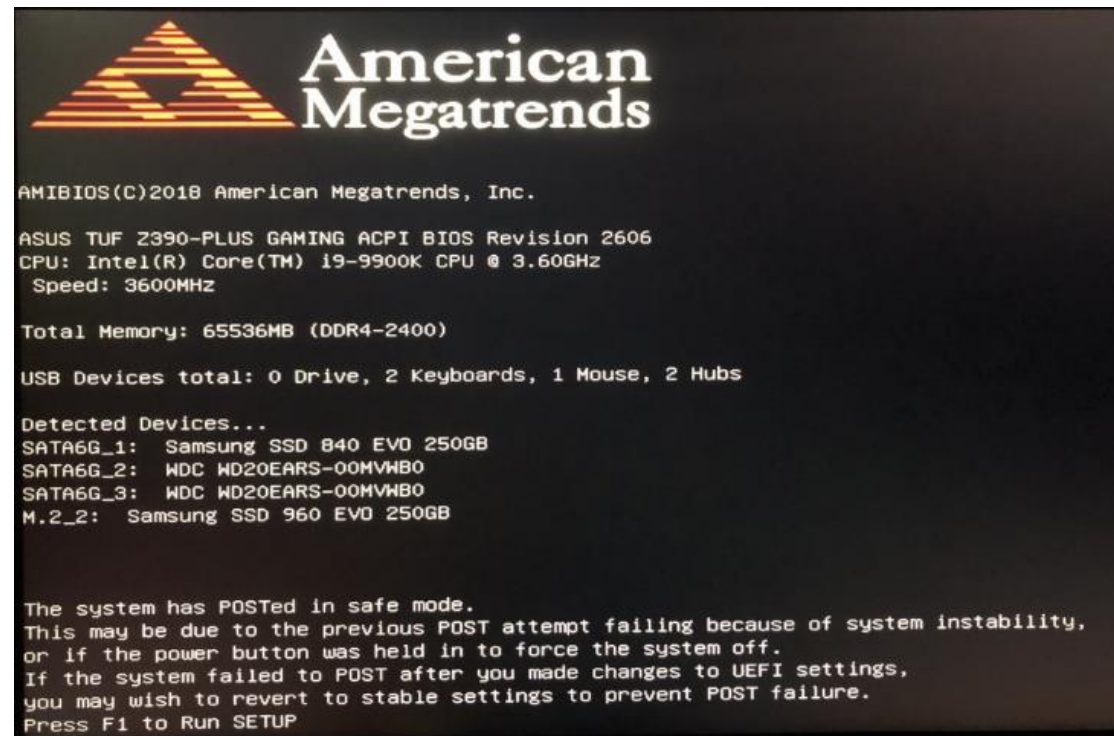 American
Megatrends
AMIBIOS(C)2018 American Megatrends, Inc.
ASUS TUF Z390-PLUS GAMING ACPI BIOS Revision 2606
CPU: Intel(R) Core(TM) i9-9900K CPU @ 3.60GHz
Speed: 3600MHz
Total Memory: 65536MB (DDR4-2400)
USB Devices total: 0 Drive, 2 Keyboards, 1 Mouse, 2 Hubs
Detected Devices...
SATA6G_1: Samsung SSD 840 EVO 250GB
SATA6G_2: WDC WD20EARS-00MVWB0
SATA6G_3: WDC WD20EARS-00MVWB0
M.2_2: Samsung SSD 960 EVO 250GB
The system has POSTed in safe mode.
This may be due to the previous POST attempt failing because of system instability,
or if the power button was held in to force the system off.
If the system failed to POST after you made changes to UEFI settings,
you may wish to revert to stable settings to prevent POST failure.
Press F1 to Run SETUP